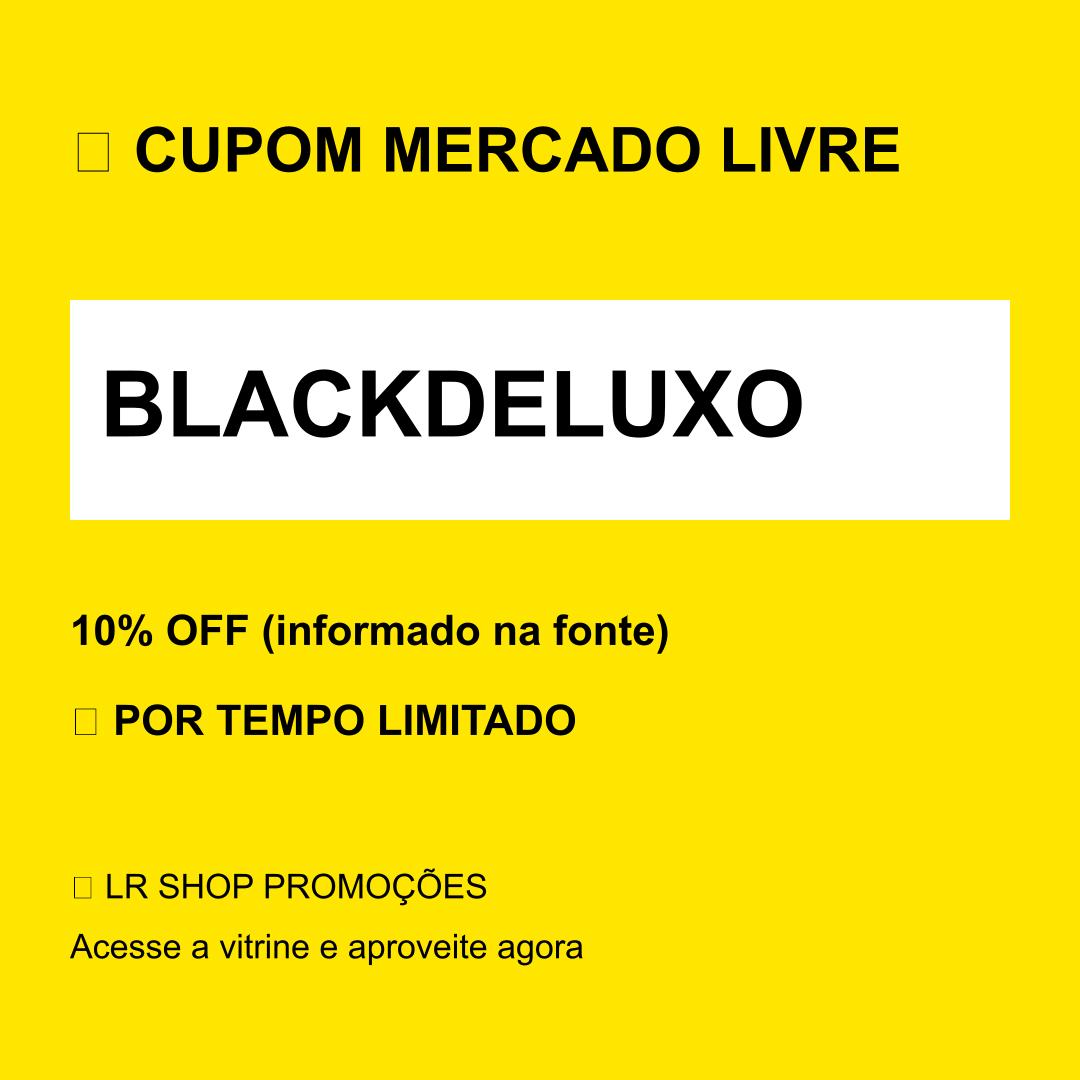 □ CUPOM MERCADO LIVRE
BLACKDELUXO
10% OFF (informado na fonte)
□ POR TEMPO LIMITADO
□ LR SHOP PROMOÇÕES
Acesse a vitrine e aproveite agora